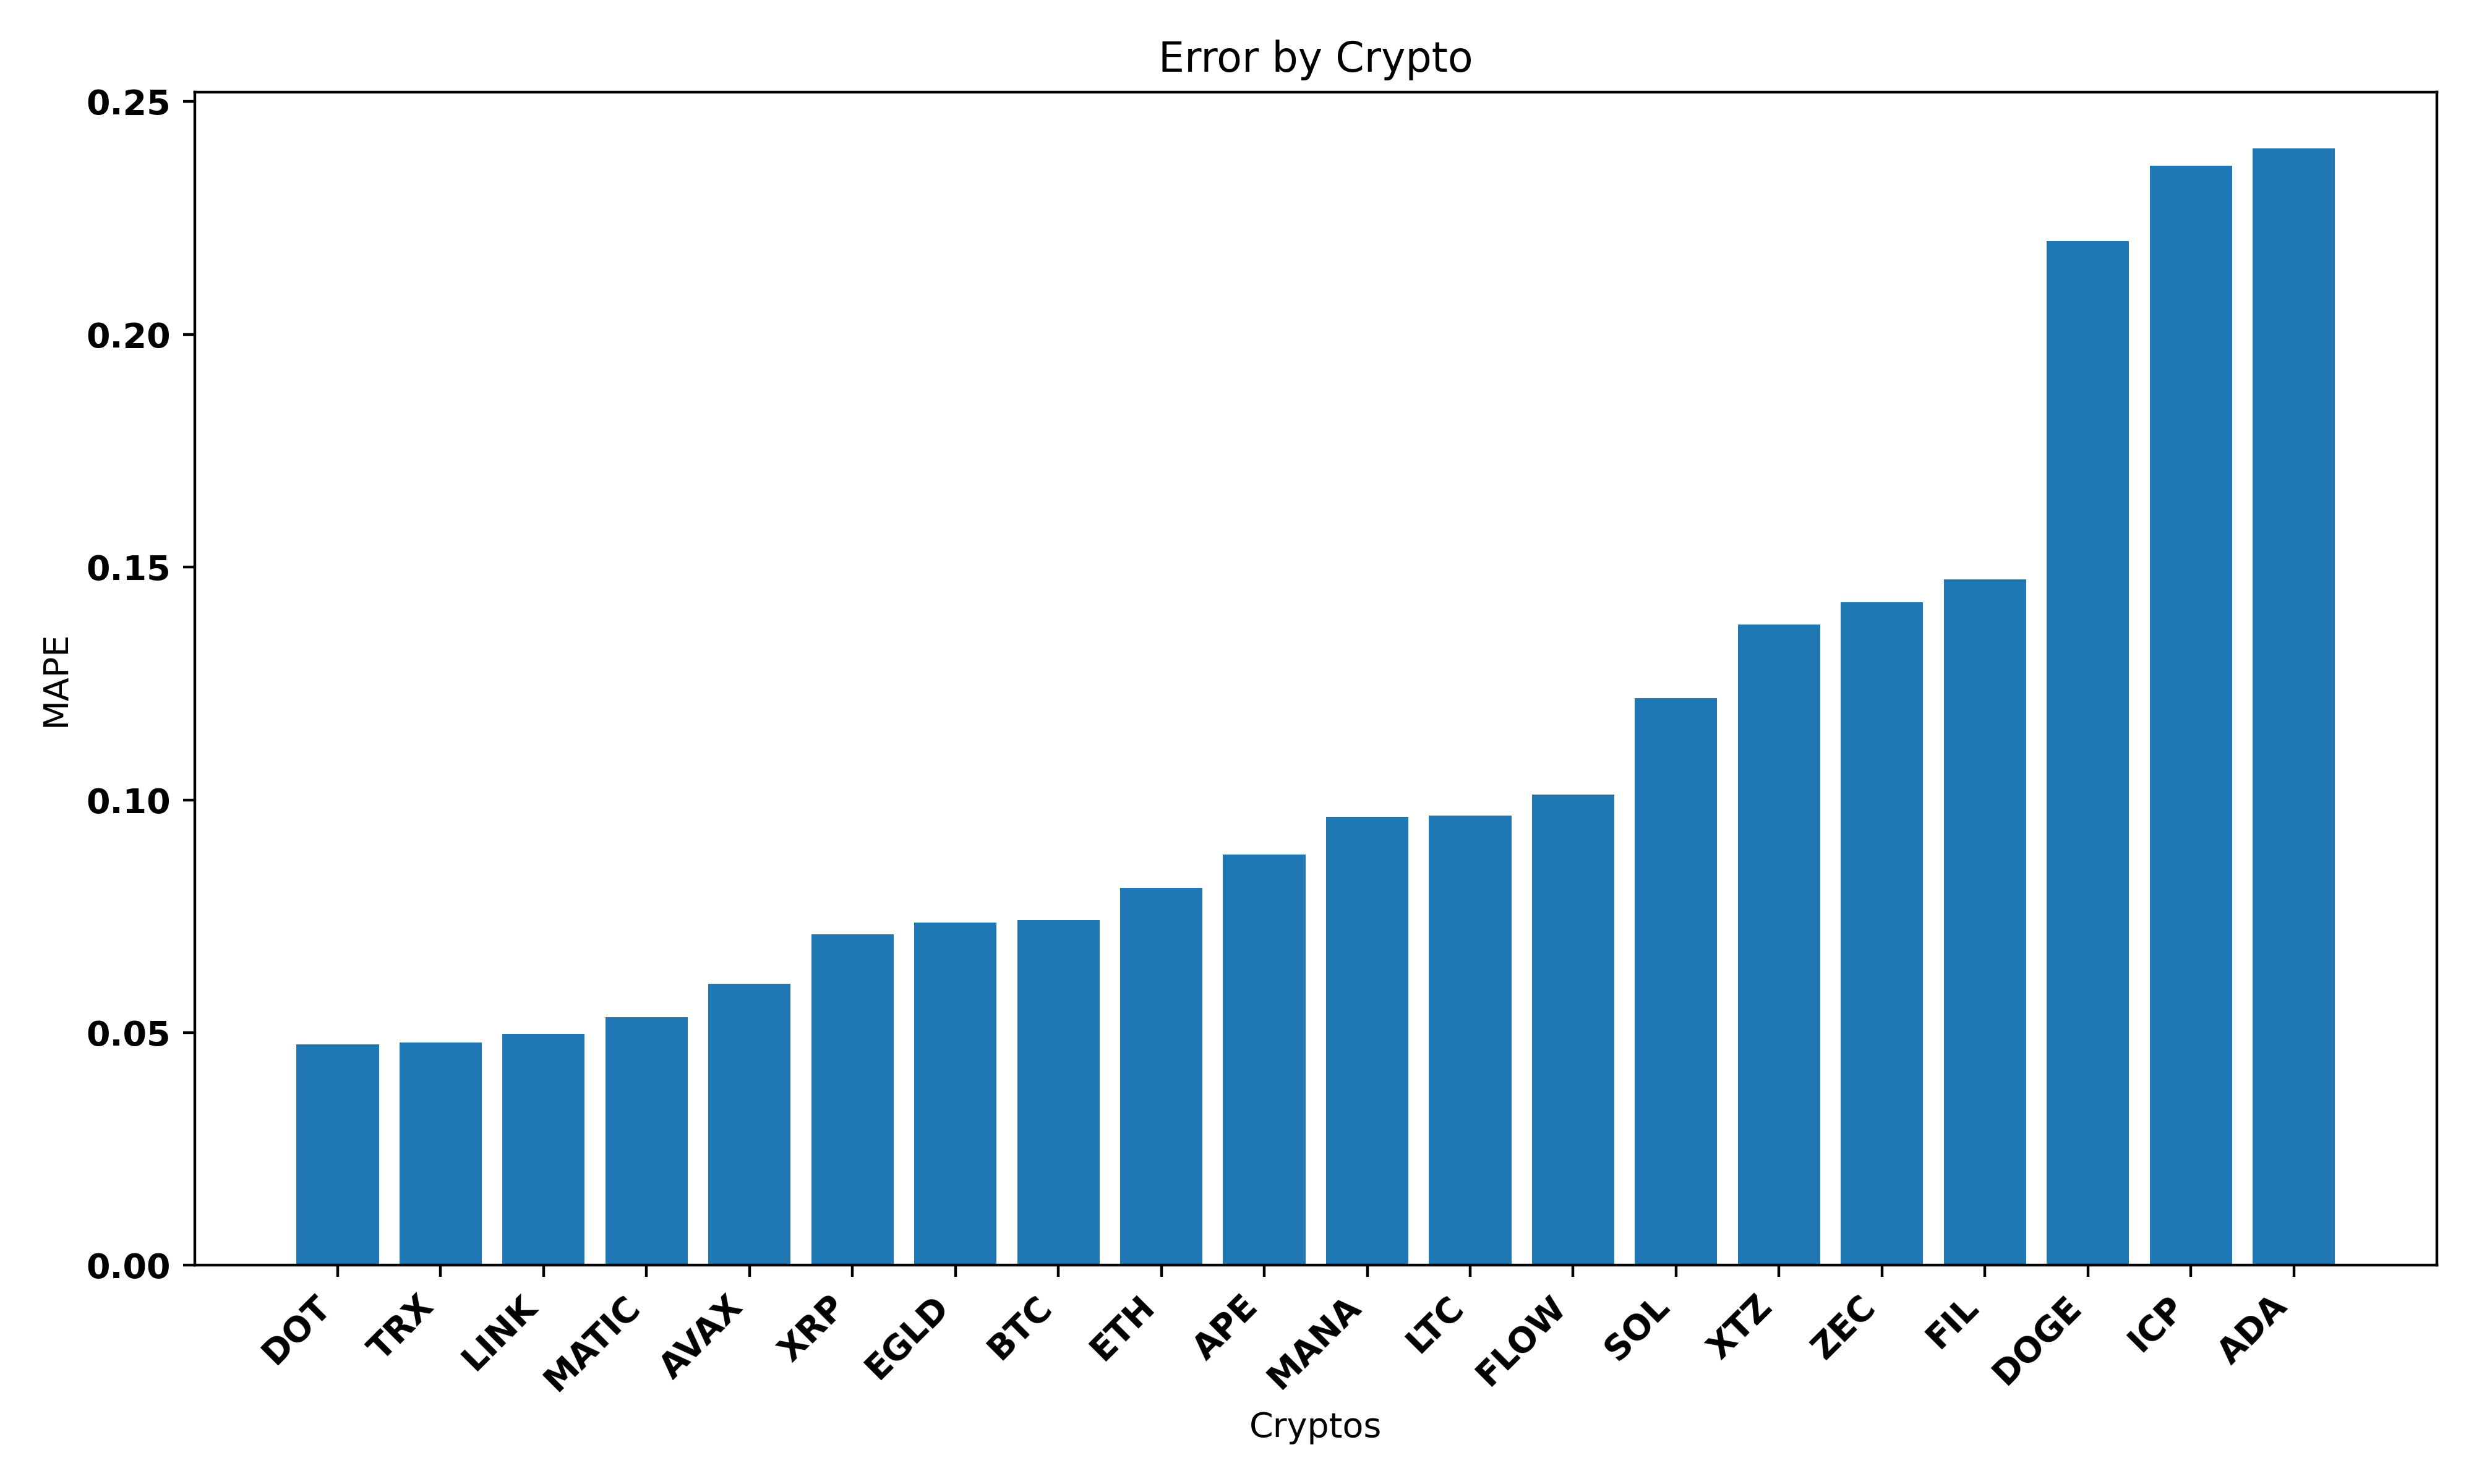 Error by Crypto
0.25
0.20
0.15
0.10
0.05
0.00
MAPE
DOT
TRX
LINK
MATIC
AVAX
XRP
EGLD
BTC
ETH
APE
MANA
LTC
FLOW
SOL
XTZ
ZEC
FIL
DOGE
ICP
ADA
Cryptos